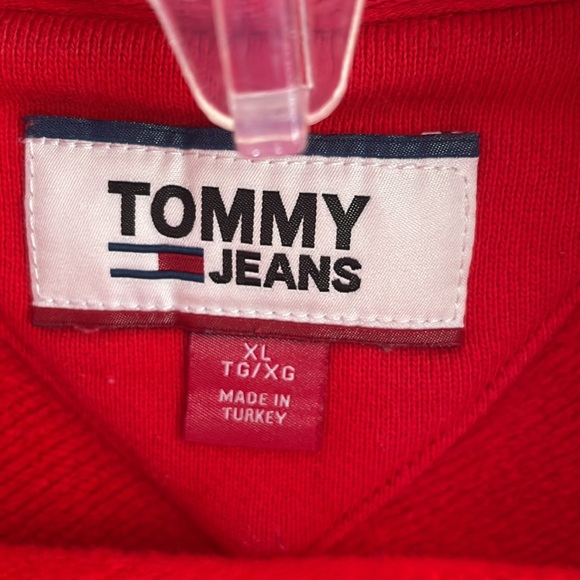 TOMMY
JEANS
XL
TG/XG
MADE IN
TURKEY